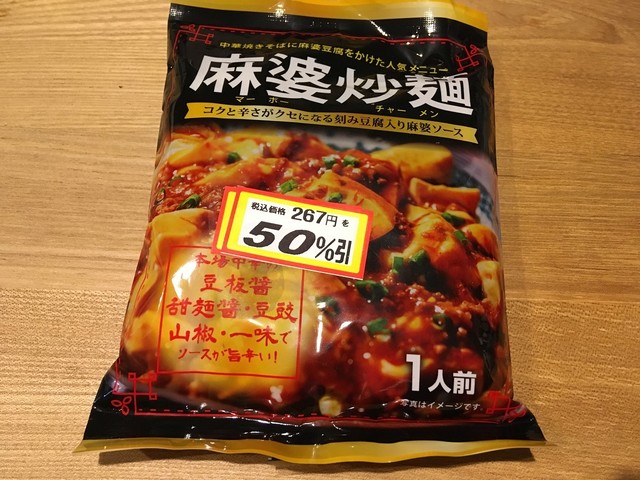 中華焼きそばに麻婆豆腐をかけた人気メニュー
麻婆炒麺
マーボーチャーメン
コクと辛さがクセになる刻み豆腐入り麻婆ソース
税込価格 267円を
50%引
本場中華の
豆板醤
甜麺醤・豆豉
山椒・一味で
ソースが旨辛い!
1人前
写真はイメージです。